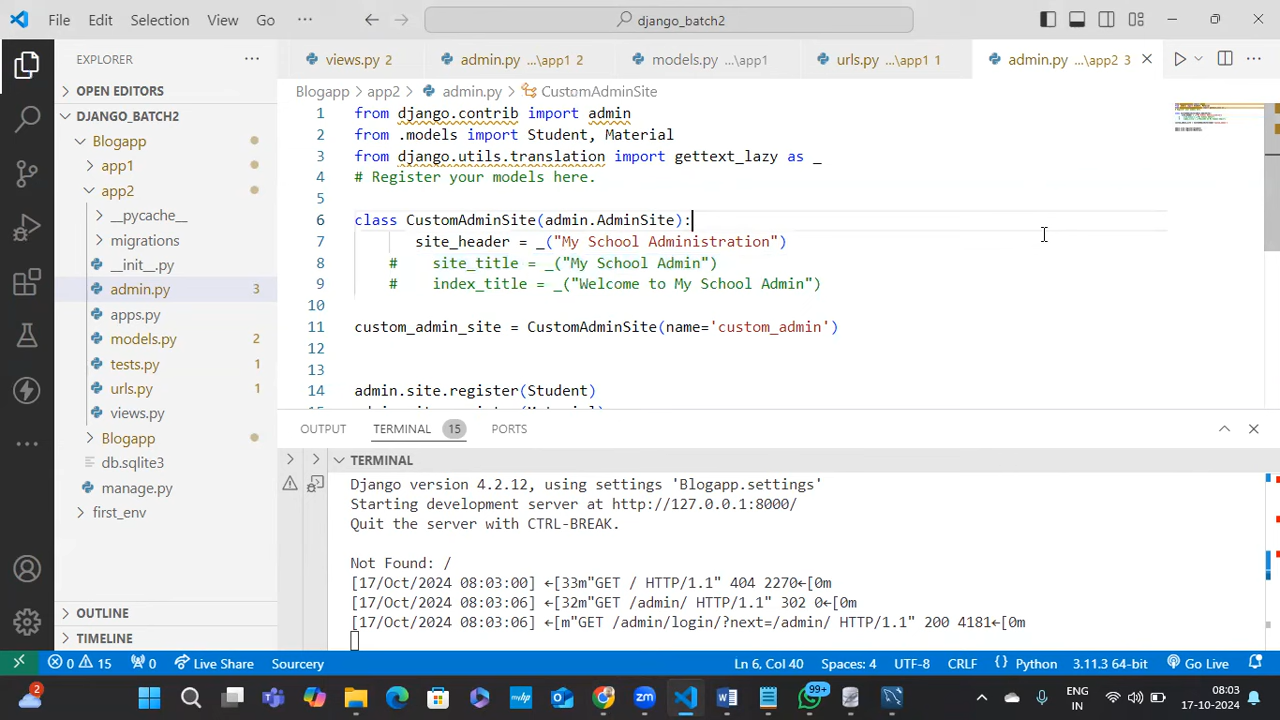 File Edit Selection View Go ··· django_batch2
EXPLORER ···
views.py 2 admin.py ...\app1 2 models.py ...\app1 urls.py ...\app1 1 admin.py ...\app2 3
OPEN EDITORS
Blogapp > app2 > admin.py > CustomAdminSite
DJANGO_BATCH2
Blogapp
app1
app2
__pycache__
migrations
__init__.py
admin.py 3
apps.py
models.py 2
tests.py 1
urls.py 1
views.py
Blogapp
db.sqlite3
manage.py
first_env
OUTLINE
TIMELINE
1 from django.contrib import admin
2 from .models import Student, Material
3 from django.utils.translation import gettext_lazy as _
4 # Register your models here.
5
6 class CustomAdminSite(admin.AdminSite):
7 site_header = _("My School Administration")
8 # site_title = _("My School Admin")
9 # index_title = _("Welcome to My School Admin")
10
11 custom_admin_site = CustomAdminSite(name='custom_admin')
12
13
14 admin.site.register(Student)
OUTPUT TERMINAL 15 PORTS
TERMINAL
Django version 4.2.12, using settings 'Blogapp.settings'
Starting development server at http://127.0.0.1:8000/
Quit the server with CTRL-BREAK.
Not Found: /
[17/Oct/2024 08:03:00] ←[33m"GET / HTTP/1.1" 404 2270←[0m
[17/Oct/2024 08:03:06] ←[32m"GET /admin/ HTTP/1.1" 302 0←[0m
[17/Oct/2024 08:03:06] ←[m"GET /admin/login/?next=/admin/ HTTP/1.1" 200 4181←[0m
0 15 0 Live Share Sourcery Ln 6, Col 40 Spaces: 4 UTF-8 CRLF {} Python 3.11.3 64-bit Go Live
2 myhp zm 99+ ENG IN 08:03 17-10-2024